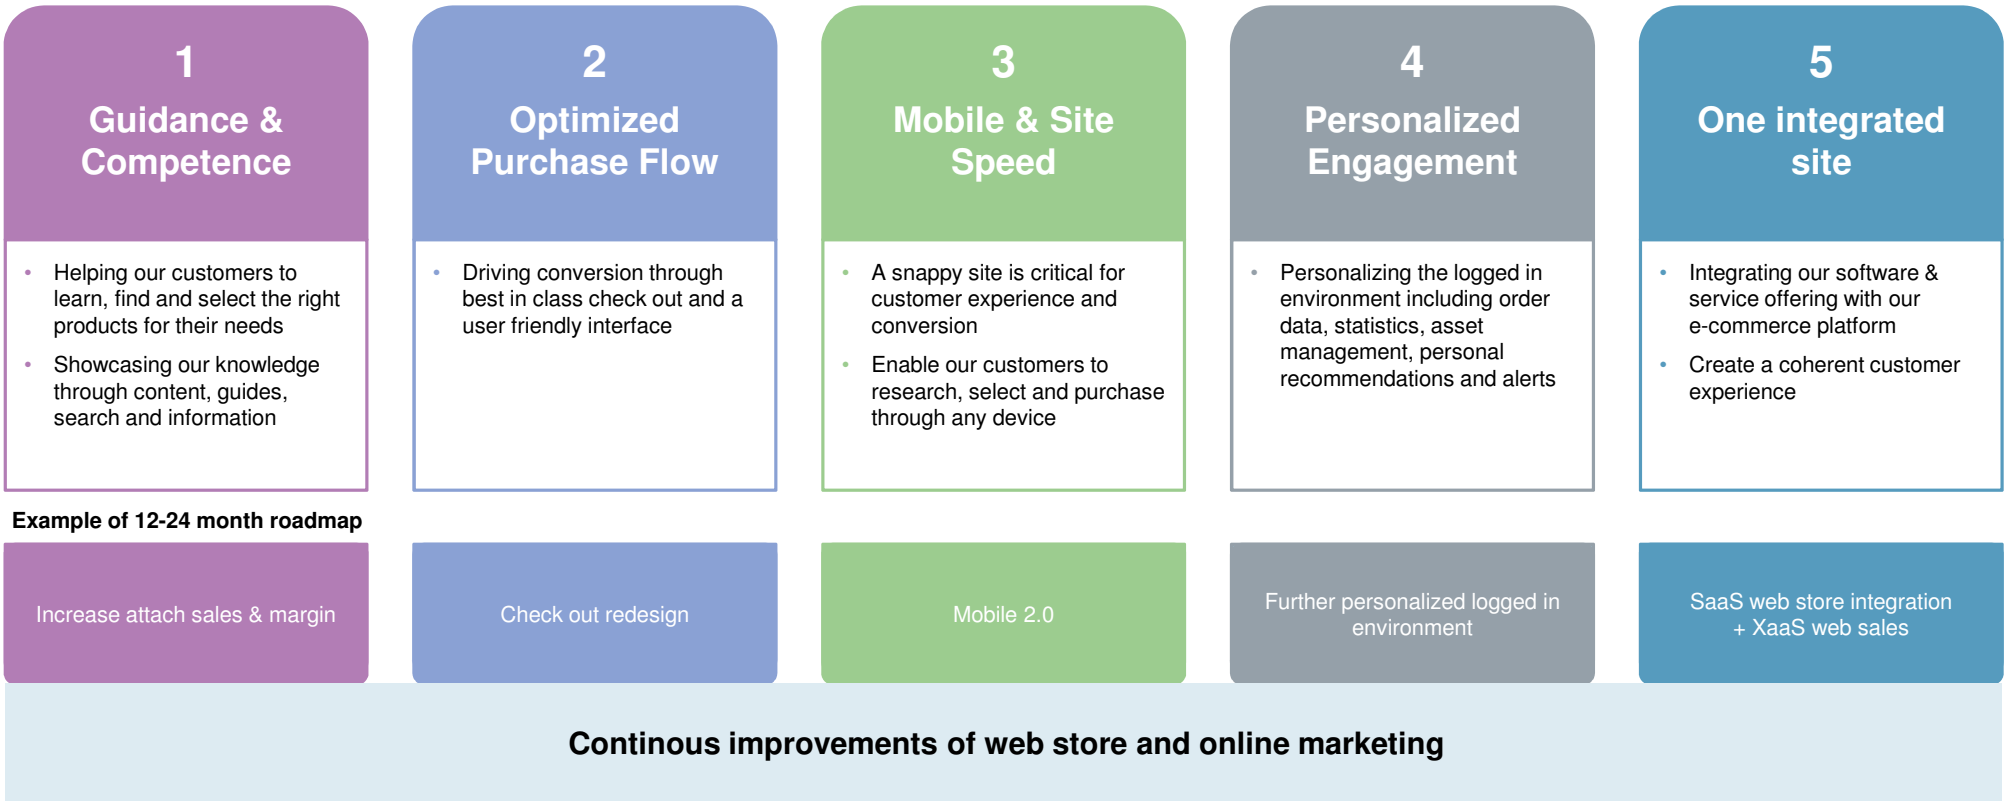 1
Guidance &
Competence
• Helping our customers to
learn, find and select the right
products for their needs
• Showcasing our knowledge
through content, guides,
search and information
2
Optimized
Purchase Flow
• Driving conversion through
best in class check out and a
user friendly interface
3
Mobile & Site
Speed
• A snappy site is critical for
customer experience and
conversion
• Enable our customers to
research, select and purchase
through any device
4
Personalized
Engagement
• Personalizing the logged in
environment including order
data, statistics, asset
management, personal
recommendations and alerts
5
One integrated
site
• Integrating our software &
service offering with our
e-commerce platform
• Create a coherent customer
experience
Example of 12-24 month roadmap
Increase attach sales & margin
Check out redesign
Mobile 2.0
Further personalized logged in
environment
SaaS web store integration
+ XaaS web sales
Continous improvements of web store and online marketing